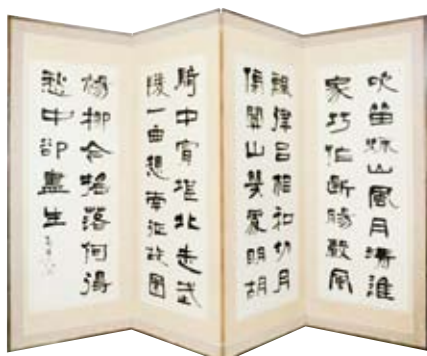 吹笛秋山風月清誰
家巧作斷腸聲風
飄律呂相和切月
傍關山幾處明胡
騎中宵堪北走武
陵一曲想南征故園
楊柳今搖落何得
愁中卻盡生